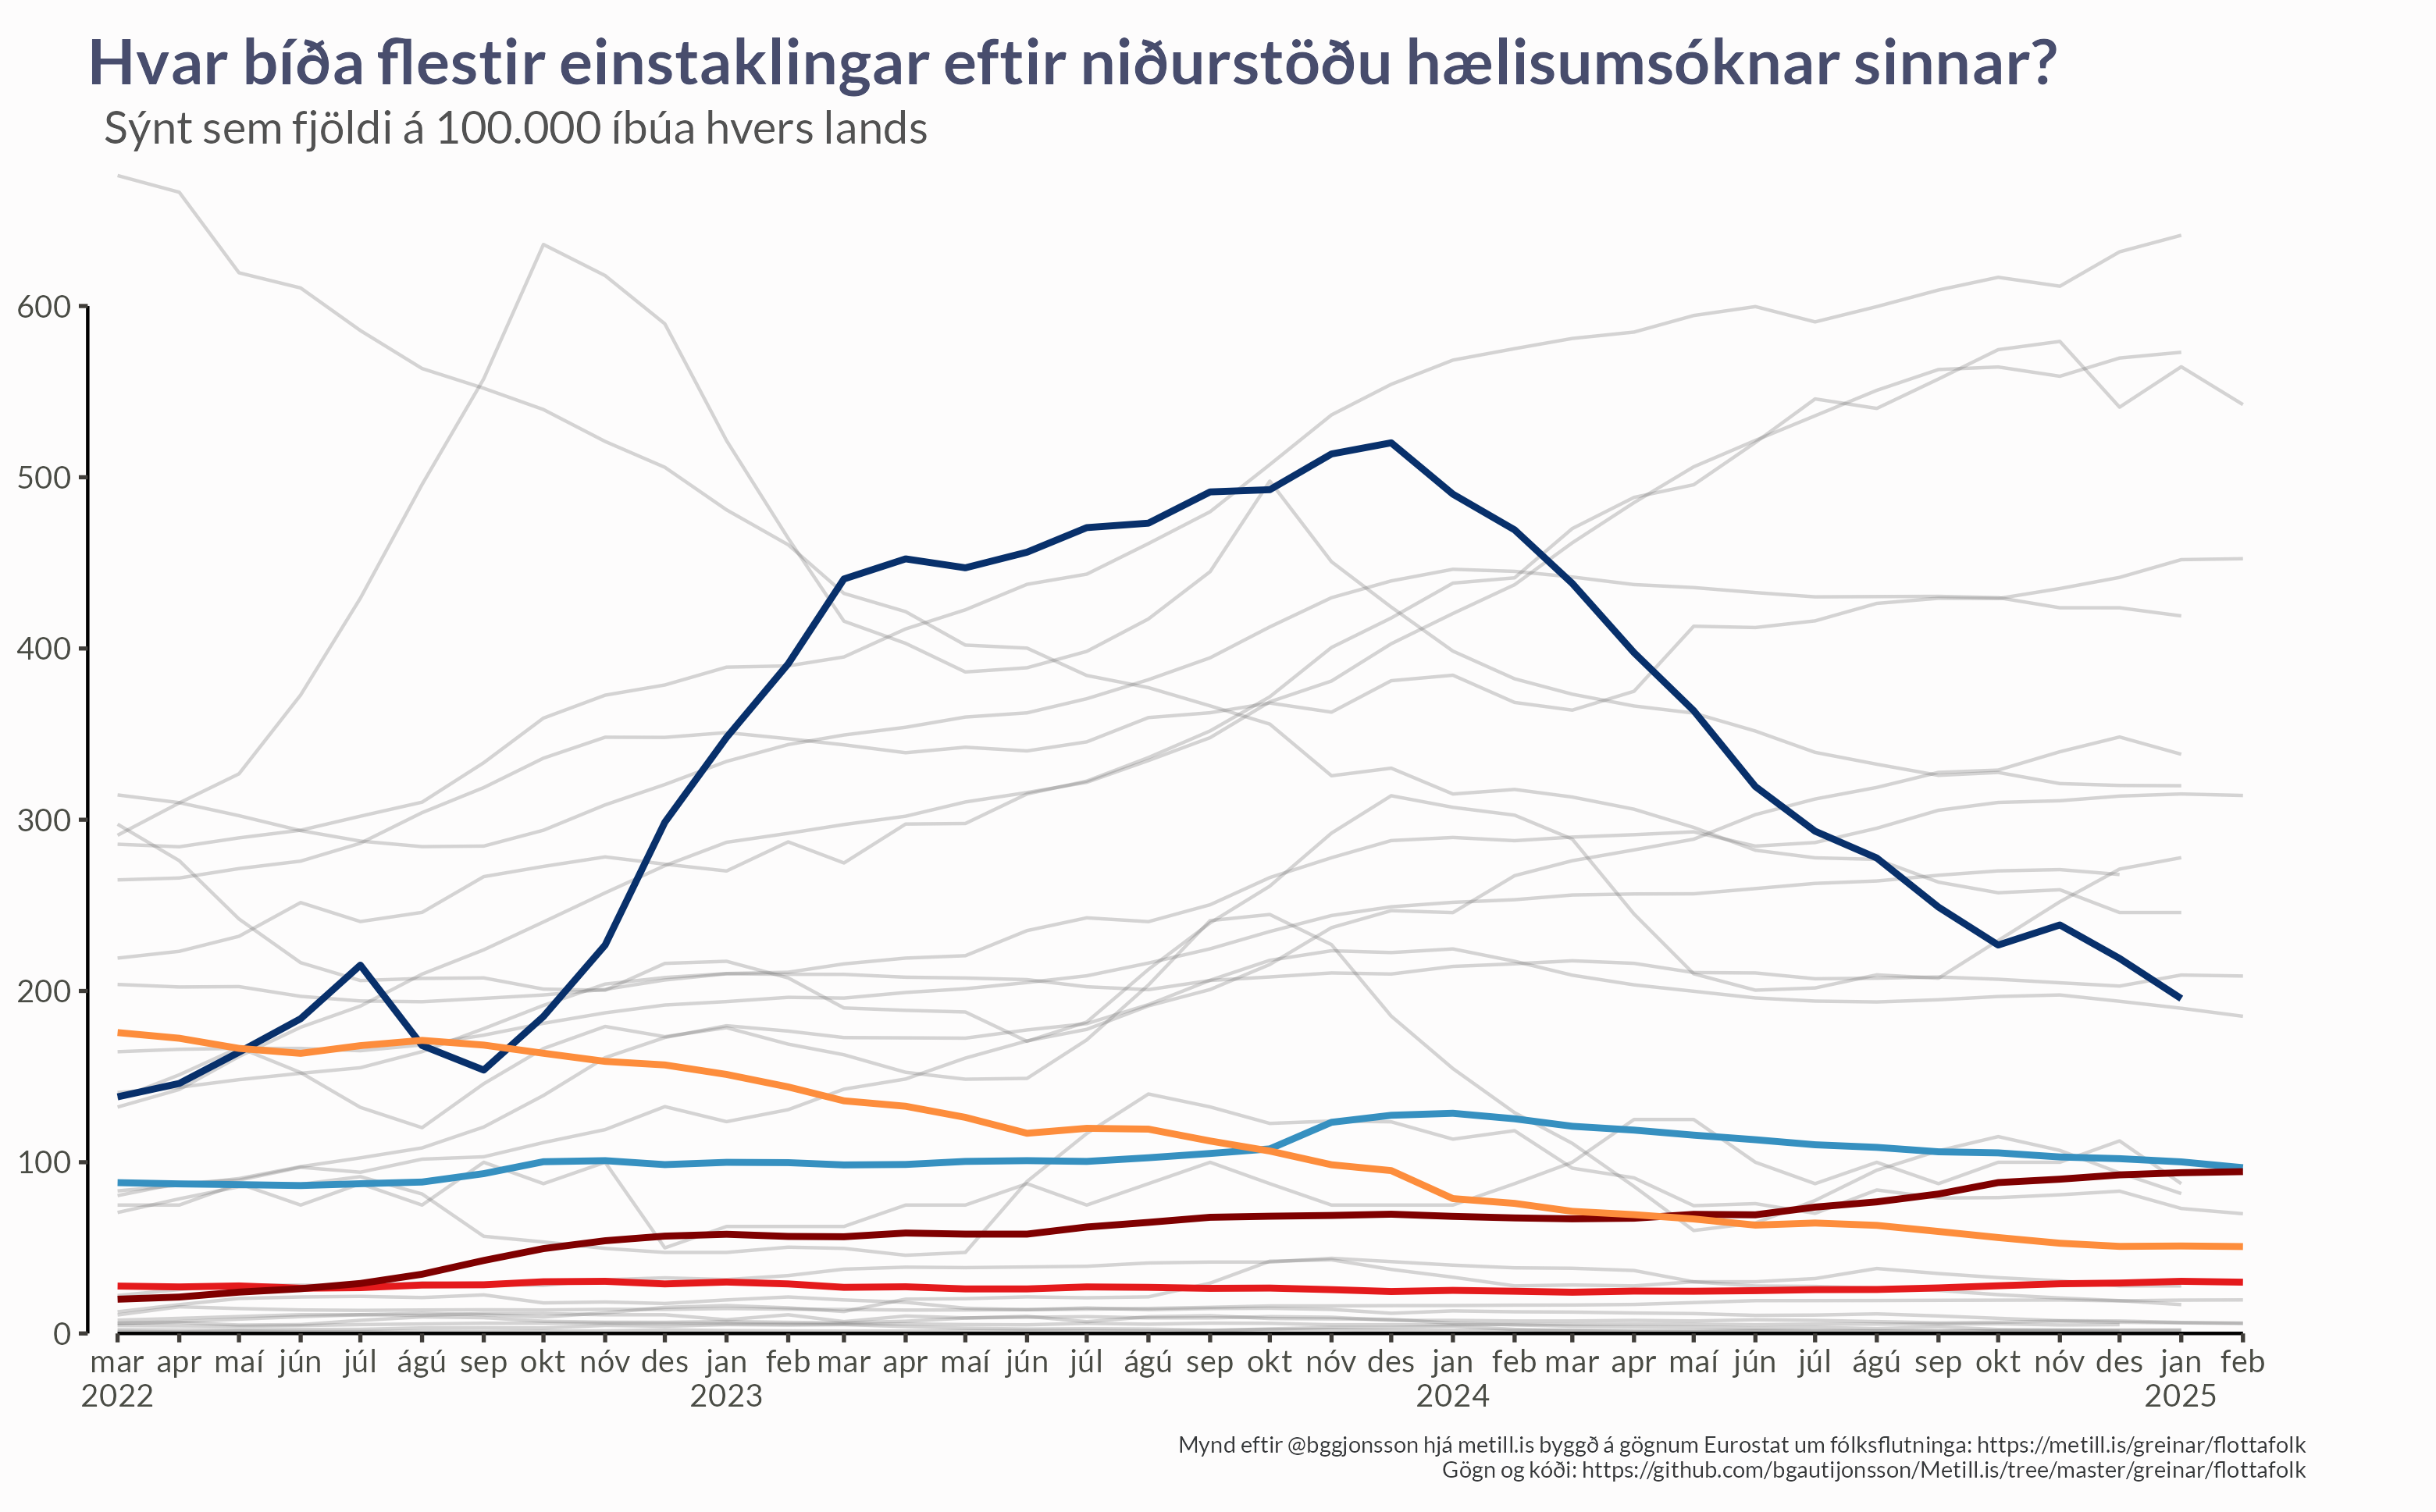 Hvar bíða flestir einstaklingar eftir niðurstöðu hælisumsóknar sinnar?
Sýnt sem fjöldi á 100.000 íbúa hvers lands
600
500
400
300
200
100
0
mar apr maí jún júl ágú sep okt nóv des jan feb mar apr maí jún júl ágú sep okt nóv des jan feb mar apr maí jún júl ágú sep okt nóv des jan feb
2022 2023 2024 2025
Mynd eftir @bggjonsson hjá metill.is byggð á gögnum Eurostat um fólksflutninga: https://metill.is/greinar/flottafolk
Gögn og kóði: https://github.com/bgautijonsson/Metill.is/tree/master/greinar/flottafolk